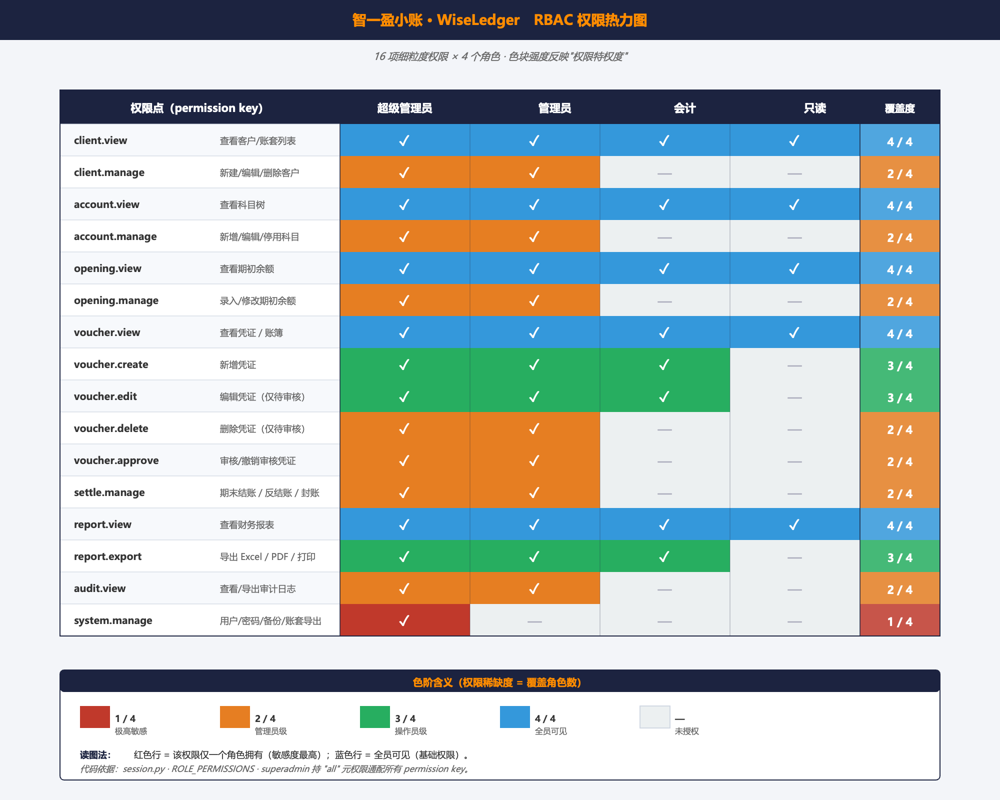 智一盈小账 • WiseLedger RBAC 权限热力图
16 项细粒度权限 × 4 个角色 · 色块强度反映"权限特权度"
权限点（permission key） 超级管理员 管理员 会计 只读 覆盖度
client.view 查看客户/账套列表 ✓ ✓ ✓ ✓ 4 / 4
client.manage 新建/编辑/删除客户 ✓ ✓ — — 2 / 4
account.view 查看科目树 ✓ ✓ ✓ ✓ 4 / 4
account.manage 新增/编辑/停用科目 ✓ ✓ — — 2 / 4
opening.view 查看期初余额 ✓ ✓ ✓ ✓ 4 / 4
opening.manage 录入/修改期初余额 ✓ ✓ — — 2 / 4
voucher.view 查看凭证 / 账簿 ✓ ✓ ✓ ✓ 4 / 4
voucher.create 新增凭证 ✓ ✓ ✓ — 3 / 4
voucher.edit 编辑凭证（仅待审核） ✓ ✓ ✓ — 3 / 4
voucher.delete 删除凭证（仅待审核） ✓ ✓ — — 2 / 4
voucher.approve 审核/撤销审核凭证 ✓ ✓ — — 2 / 4
settle.manage 期末结账 / 反结账 / 封账 ✓ ✓ — — 2 / 4
report.view 查看财务报表 ✓ ✓ ✓ ✓ 4 / 4
report.export 导出 Excel / PDF / 打印 ✓ ✓ ✓ — 3 / 4
audit.view 查看/导出审计日志 ✓ ✓ — — 2 / 4
system.manage 用户/密码/备份/账套导出 ✓ — — — 1 / 4
色阶含义（权限稀缺度 = 覆盖角色数）
1 / 4 2 / 4 3 / 4 4 / 4 —
极高敏感 管理员级 操作员级 全员可见 未授权
读图法： 红色行 = 该权限仅一个角色拥有（敏感度最高）；蓝色行 = 全员可见（基础权限）。
代码依据：session.py · ROLE_PERMISSIONS · superadmin 持 "all" 元权限通配所有 permission key。